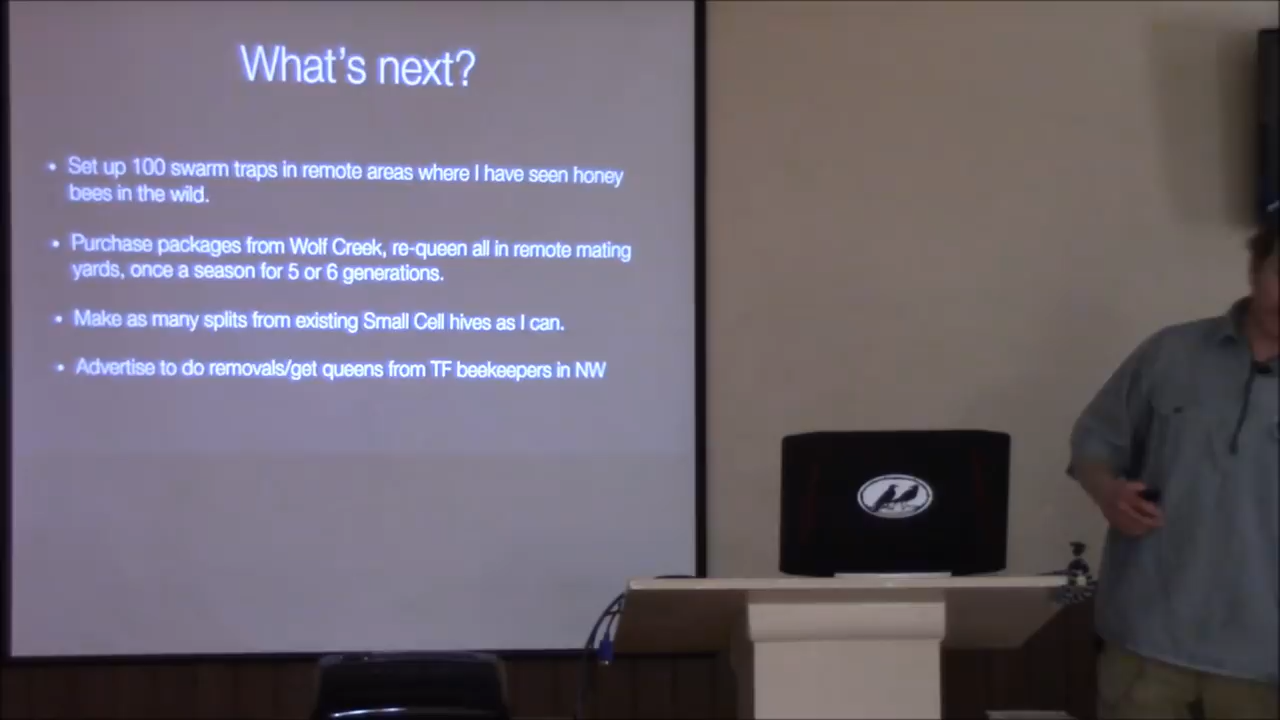 What's next?
• Set up 100 swarm traps in remote areas where I have seen honey
bees in the wild.
• Purchase packages from Wolf Creek, re-queen all in remote mating
yards, once a season for 5 or 6 generations.
• Make as many splits from existing Small Cell hives as I can.
• Advertise to do removals/get queens from TF beekeepers in NW